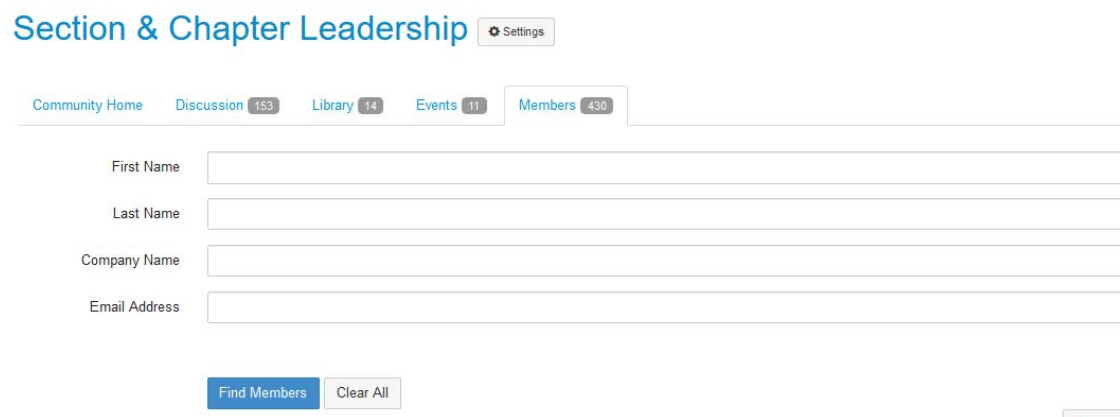 Section & Chapter Leadership Settings
Community Home Discussion 153 Library 14 Events 11 Members 430
First Name
Last Name
Company Name
Email Address
Find Members Clear All